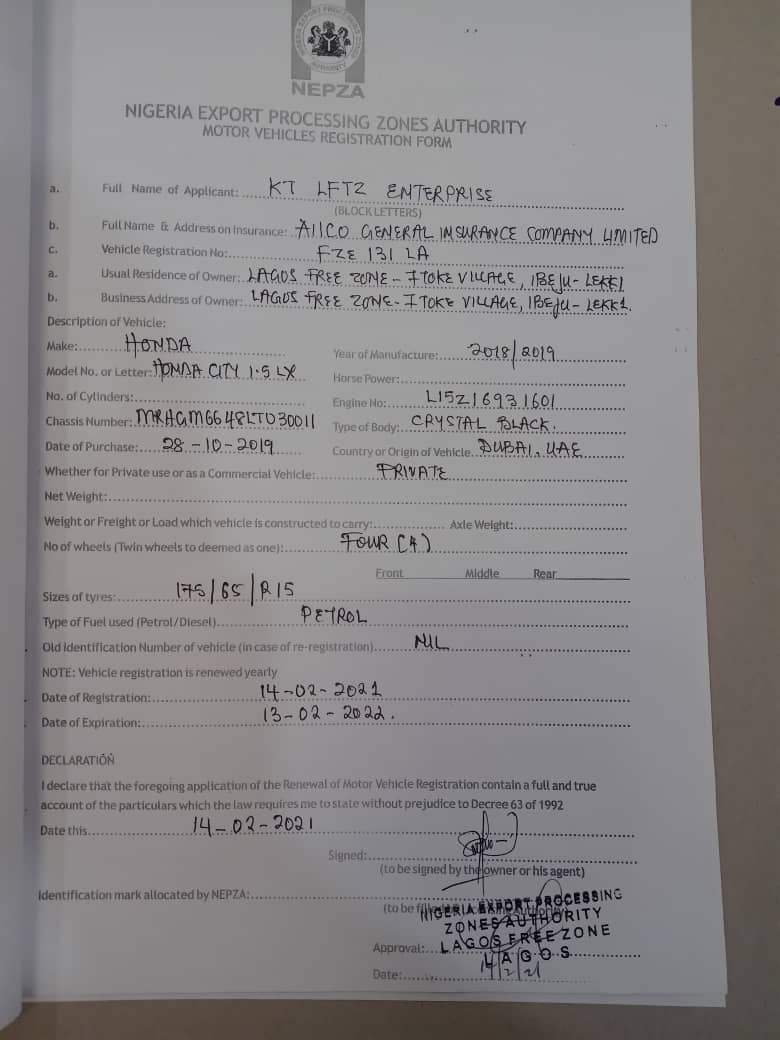 NIGERIA EXPORT PROCESSING ZONES
AUTHORITY
NEPZA
NIGERIA EXPORT PROCESSING ZONES AUTHORITY
MOTOR VEHICLES REGISTRATION FORM
a. Full Name of Applicant: KT LFTZ ENTERPRISE
(BLOCK LETTERS)
b. Full Name & Address on Insurance: AIICO GENERAL INSURANCE COMPANY LIMITED
c. Vehicle Registration No: FZE 131 LA
a. Usual Residence of Owner: LAGOS FREE ZONE - ITOKE VILLAGE, IBEJU-LEKKI
b. Business Address of Owner: LAGOS FREE ZONE - ITOKE VILLAGE, IBEJU-LEKKI.
Description of Vehicle:
Make: HONDA Year of Manufacture: 2018/2019
Model No. or Letter: HONDA CITY 1.5 LX Horse Power:
No. of Cylinders: Engine No: L15Z16931601
Chassis Number: MRHGM6648LT030011 Type of Body: CRYSTAL BLACK.
Date of Purchase: 28-10-2019 Country or Origin of Vehicle. DUBAI, UAE
Whether for Private use or as a Commercial Vehicle: PRIVATE
Net Weight:
Weight or Freight or Load which vehicle is constructed to carry: Axle Weight:
No of wheels (Twin wheels to deemed as one): FOUR (4)
Front Middle Rear
Sizes of tyres: 175/65/R15
Type of Fuel used (Petrol/Diesel) PETROL
Old Identification Number of vehicle (in case of re-registration) NIL
NOTE: Vehicle registration is renewed yearly
Date of Registration: 14-02-2021
Date of Expiration: 13-02-2022.
DECLARATION
I declare that the foregoing application of the Renewal of Motor Vehicle Registration contain a full and true
account of the particulars which the law requires me to state without prejudice to Decree 63 of 1992
Date this 14-02-2021
Signed:
(to be signed by the owner or his agent)
Identification mark allocated by NEPZA:
(to be
NIGERIA EXPORT PROCESSING
ZONES AUTHORITY
Approval: LAGOS FREE ZONE
LAGOS
Date: 14/2/21